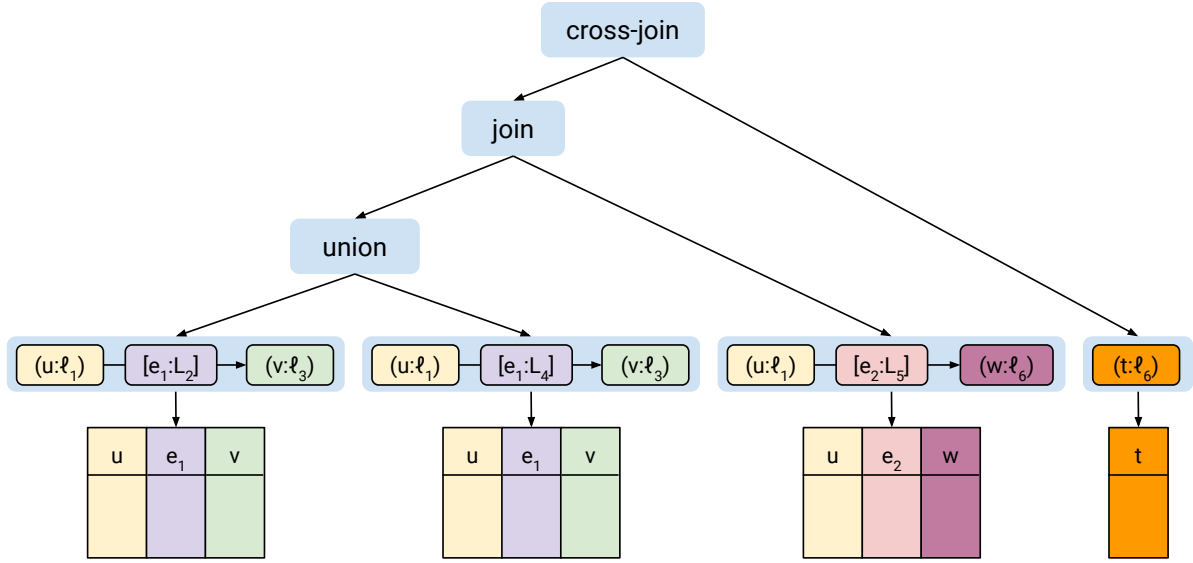 cross-join
join
union
(u:ℓ₁) [e₁:L₂] (v:ℓ₃) (u:ℓ₁) [e₁:L₄] (v:ℓ₃) (u:ℓ₁) [e₂:L₅] (w:ℓ₆) (t:ℓ₆)
u e₁ v u e₁ v u e₂ w t